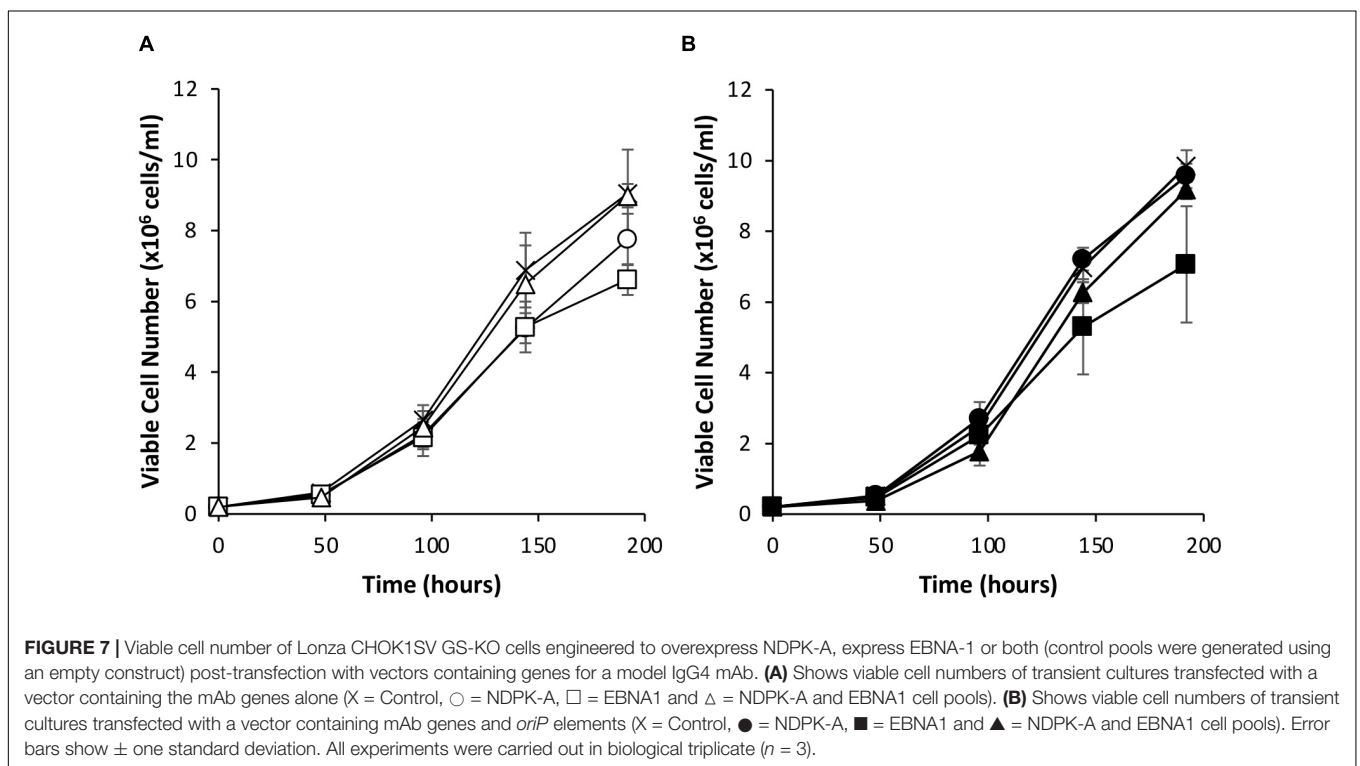 A
Viable Cell Number (x10⁶ cells/ml)
12
10
8
6
4
2
0
0 50 100 150 200
Time (hours)
B
Viable Cell Number (x10⁶ cells/ml)
12
10
8
6
4
2
0
0 50 100 150 200
Time (hours)
FIGURE 7 | Viable cell number of Lonza CHOK1SV GS-KO cells engineered to overexpress NDPK-A, express EBNA-1 or both (control pools were generated using
an empty construct) post-transfection with vectors containing genes for a model IgG4 mAb. (A) Shows viable cell numbers of transient cultures transfected with a
vector containing the mAb genes alone (X = Control, ○ = NDPK-A, □ = EBNA1 and △ = NDPK-A and EBNA1 cell pools). (B) Shows viable cell numbers of transient
cultures transfected with a vector containing mAb genes and oriP elements (X = Control, ● = NDPK-A, ■ = EBNA1 and ▲ = NDPK-A and EBNA1 cell pools). Error
bars show ± one standard deviation. All experiments were carried out in biological triplicate (n = 3).